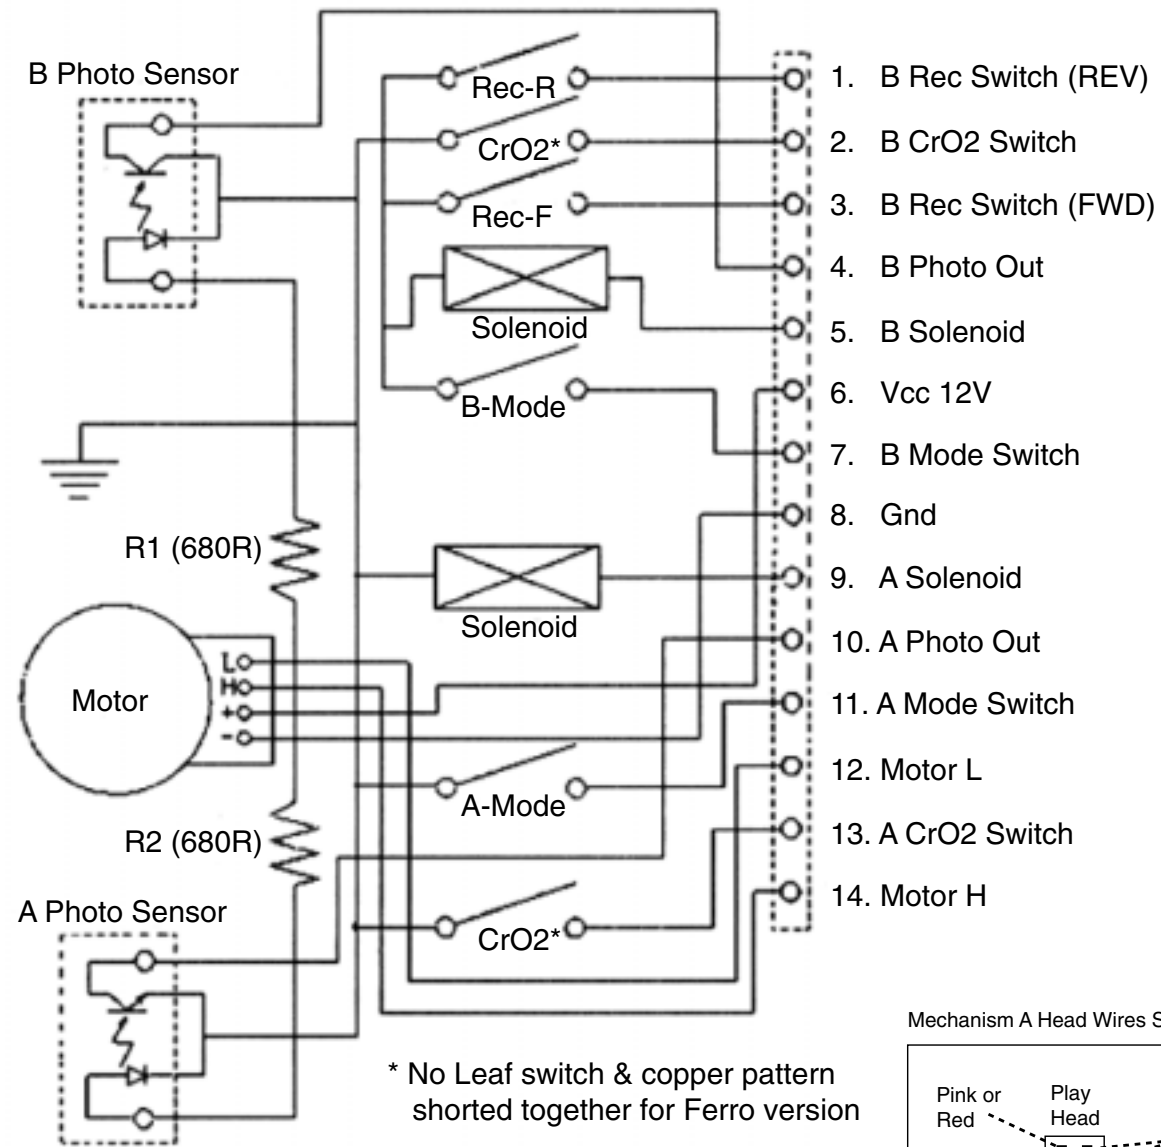 B Photo Sensor
Rec-R
CrO2*
Rec-F
Solenoid
B-Mode
1. B Rec Switch (REV)
2. B CrO2 Switch
3. B Rec Switch (FWD)
4. B Photo Out
5. B Solenoid
6. Vcc 12V
7. B Mode Switch
8. Gnd
9. A Solenoid
10. A Photo Out
11. A Mode Switch
12. Motor L
13. A CrO2 Switch
14. Motor H
R1 (680R)
Solenoid
Motor
L
H
+
-
A-Mode
R2 (680R)
A Photo Sensor
CrO2*
* No Leaf switch & copper pattern
shorted together for Ferro version
Mechanism A Head Wires
Pink or
Red
Play
Head